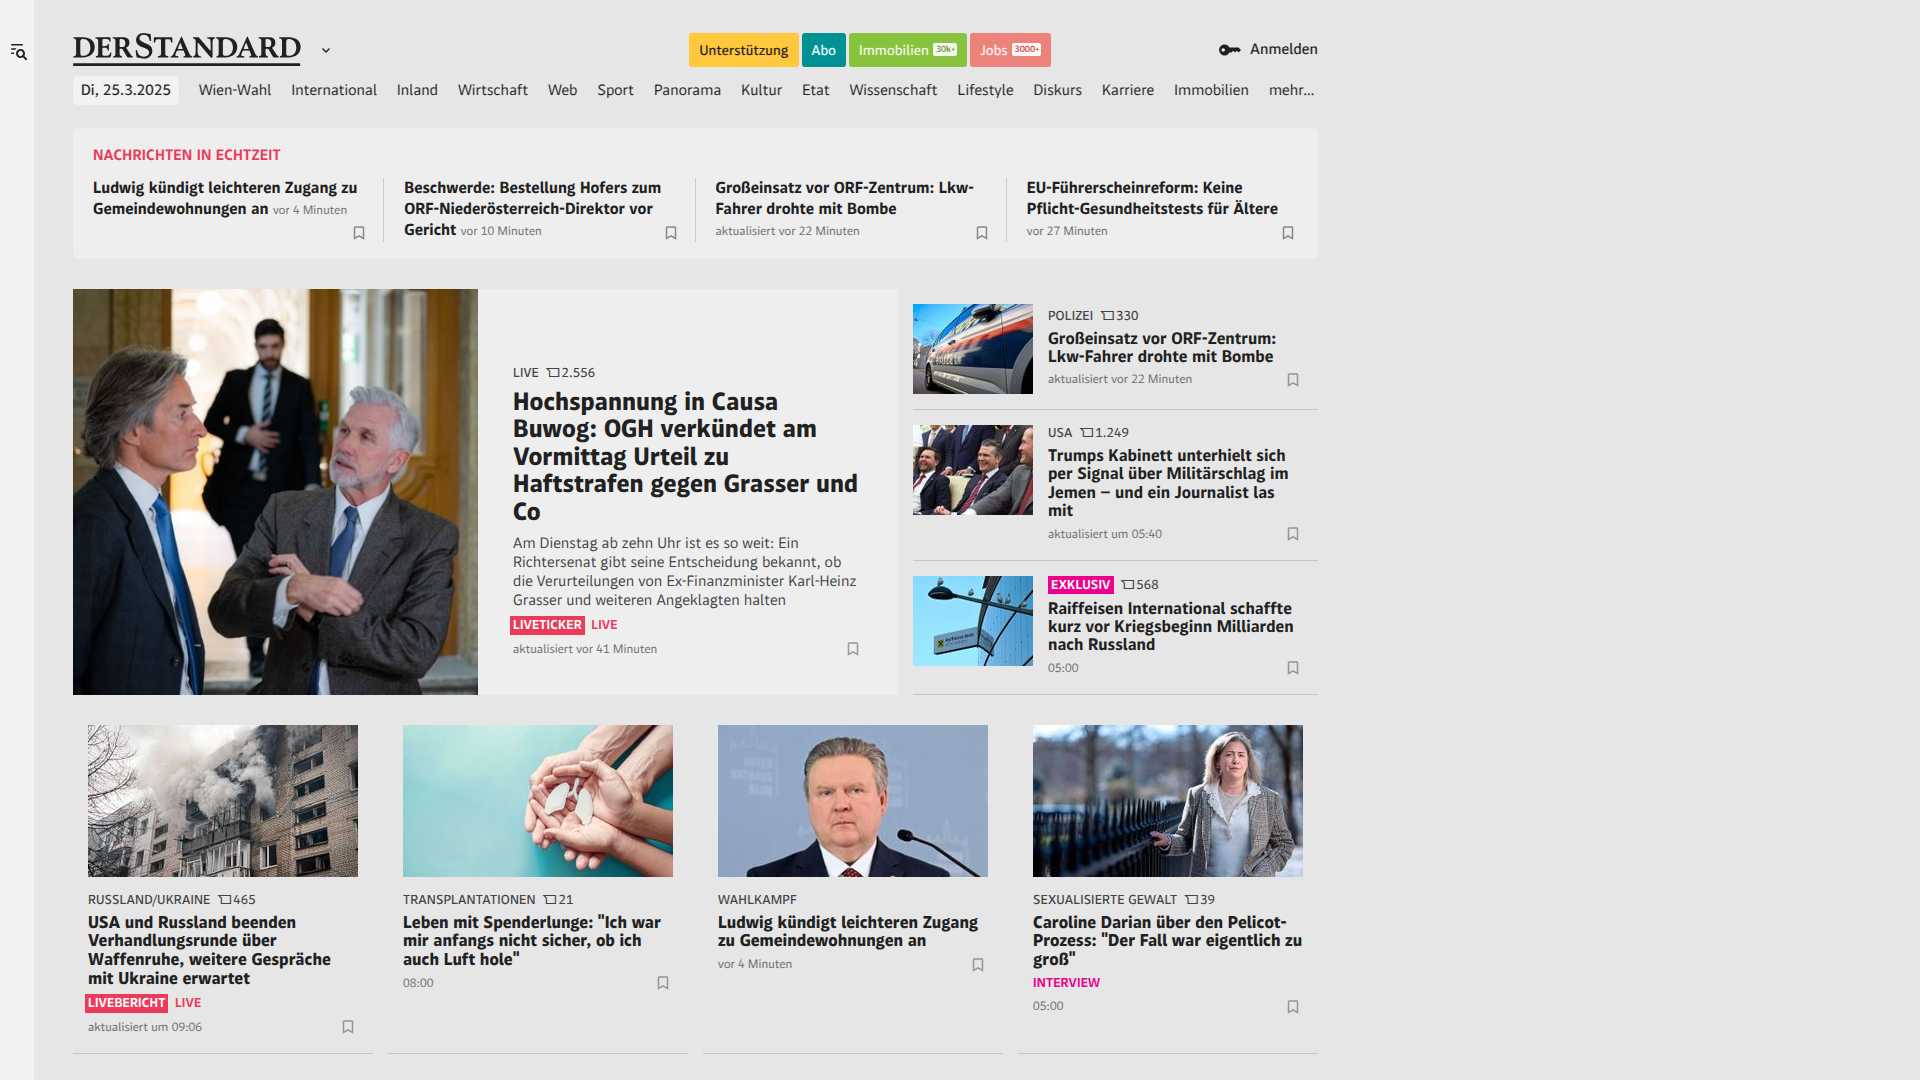 DERSTANDARD
Unterstützung
Abo
Immobilien 30k+
Jobs 3000+
Anmelden
Di, 25.3.2025
Wien-Wahl
International
Inland
Wirtschaft
Web
Sport
Panorama
Kultur
Etat
Wissenschaft
Lifestyle
Diskurs
Karriere
Immobilien
mehr...
NACHRICHTEN IN ECHTZEIT
Ludwig kündigt leichteren Zugang zu
Gemeindewohnungen an vor 4 Minuten
Beschwerde: Bestellung Hofers zum
ORF-Niederösterreich-Direktor vor
Gericht vor 10 Minuten
Großeinsatz vor ORF-Zentrum: Lkw-
Fahrer drohte mit Bombe
aktualisiert vor 22 Minuten
EU-Führerscheinreform: Keine
Pflicht-Gesundheitstests für Ältere
vor 27 Minuten
LIVE 2.556
Hochspannung in Causa
Buwog: OGH verkündet am
Vormittag Urteil zu
Haftstrafen gegen Grasser und
Co
Am Dienstag ab zehn Uhr ist es so weit: Ein
Richtersenat gibt seine Entscheidung bekannt, ob
die Verurteilungen von Ex-Finanzminister Karl-Heinz
Grasser und weiteren Angeklagten halten
LIVETICKER LIVE
aktualisiert vor 41 Minuten
POLIZEI 330
Großeinsatz vor ORF-Zentrum:
Lkw-Fahrer drohte mit Bombe
aktualisiert vor 22 Minuten
USA 1.249
Trumps Kabinett unterhielt sich
per Signal über Militärschlag im
Jemen – und ein Journalist las
mit
aktualisiert um 05:40
EXKLUSIV 568
Raiffeisen International schaffte
kurz vor Kriegsbeginn Milliarden
nach Russland
05:00
RUSSLAND/UKRAINE 465
USA und Russland beenden
Verhandlungsrunde über
Waffenruhe, weitere Gespräche
mit Ukraine erwartet
LIVEBERICHT LIVE
aktualisiert um 09:06
TRANSPLANTATIONEN 21
Leben mit Spenderlunge: "Ich war
mir anfangs nicht sicher, ob ich
auch Luft hole"
08:00
WAHLKAMPF
Ludwig kündigt leichteren Zugang
zu Gemeindewohnungen an
vor 4 Minuten
SEXUALISIERTE GEWALT 39
Caroline Darian über den Pelicot-
Prozess: "Der Fall war eigentlich zu
groß"
INTERVIEW
05:00